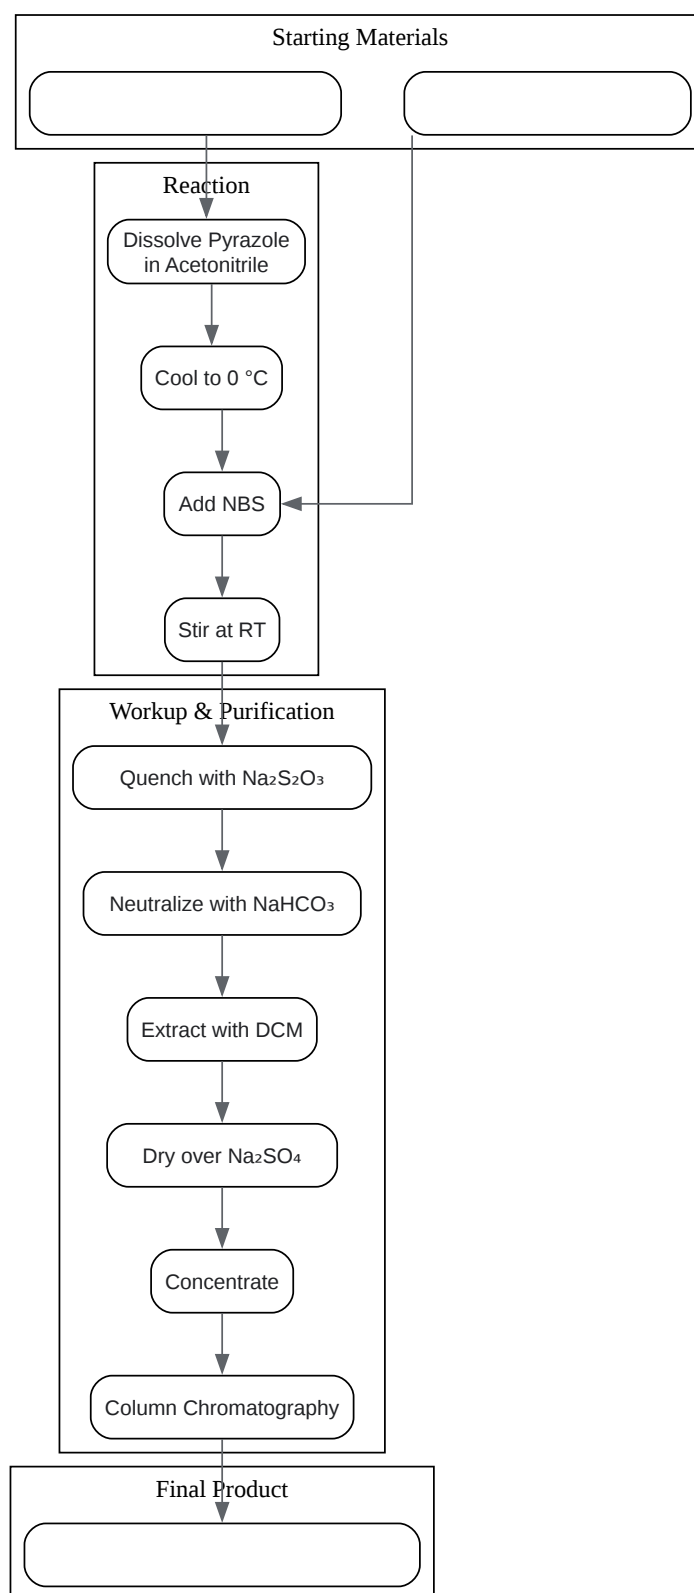 Starting Materials
Reaction
Dissolve Pyrazole
in Acetonitrile
Cool to 0 °C
Add NBS
Stir at RT
Workup & Purification
Quench with Na₂S₂O₃
Neutralize with NaHCO₃
Extract with DCM
Dry over Na₂SO₄
Concentrate
Column Chromatography
Final Product